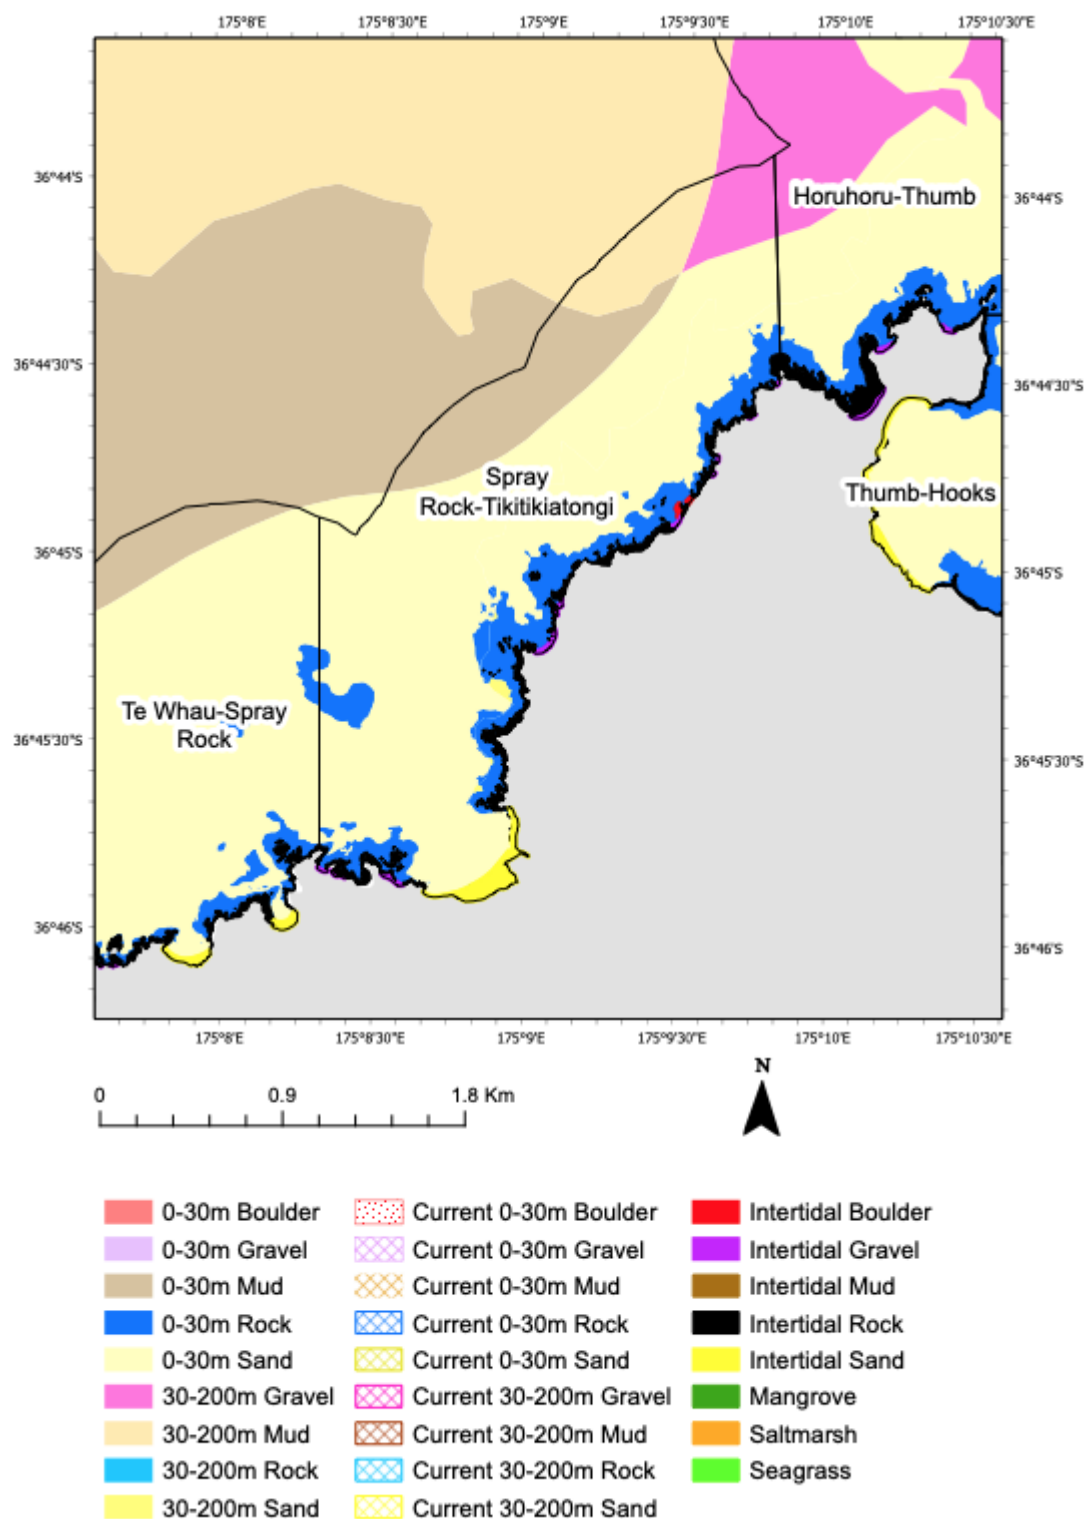 175°8'E 175°8'30"E 175°9'E 175°9'30"E 175°10'E 175°10'30"E
36°44'S
36°44'S
Horuhoru-Thumb
36°44'30"S
36°44'30"S
Spray
Rock-Tikitikiatongi
Thumb-Hooks
36°45'S
36°45'S
Te Whau-Spray
Rock
36°45'30"S
36°45'30"S
36°46'S
36°46'S
175°8'E 175°8'30"E 175°9'E 175°9'30"E 175°10'E 175°10'30"E
0 0.9 1.8 Km
N
0-30m Boulder Current 0-30m Boulder Intertidal Boulder
0-30m Gravel Current 0-30m Gravel Intertidal Gravel
0-30m Mud Current 0-30m Mud Intertidal Mud
0-30m Rock Current 0-30m Rock Intertidal Rock
0-30m Sand Current 0-30m Sand Intertidal Sand
30-200m Gravel Current 30-200m Gravel Mangrove
30-200m Mud Current 30-200m Mud Saltmarsh
30-200m Rock Current 30-200m Rock Seagrass
30-200m Sand Current 30-200m Sand